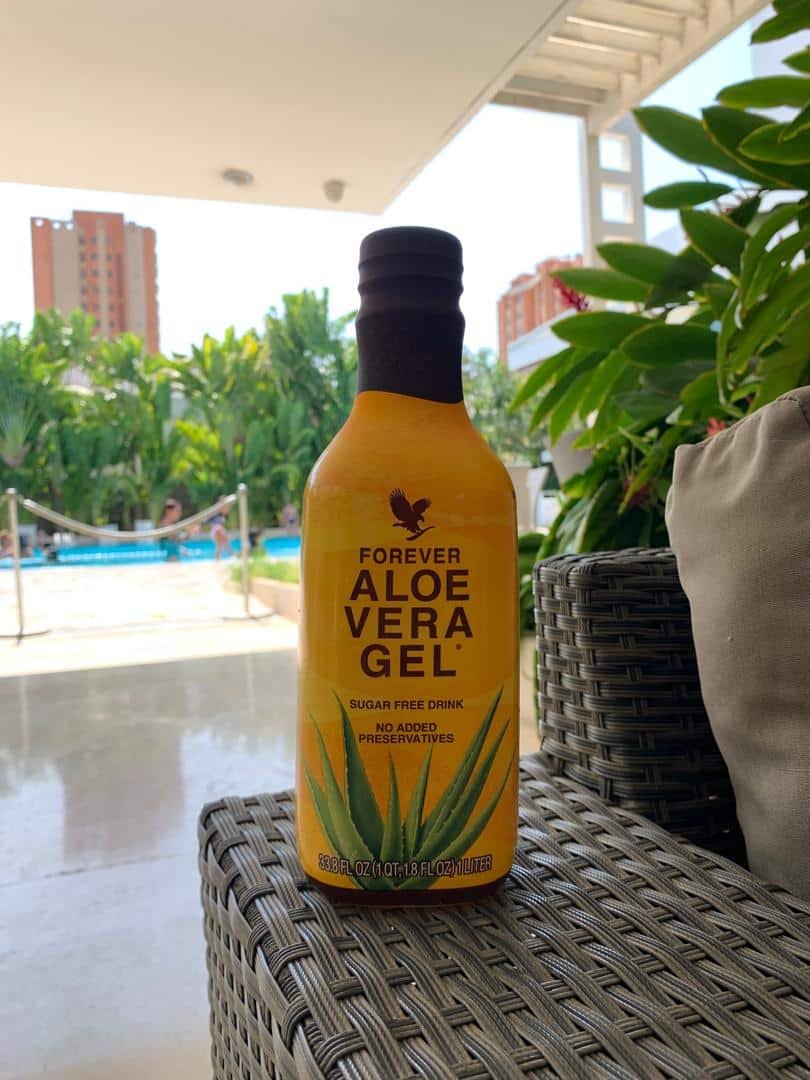 FOREVER
ALOE
VERA
GEL®
SUGAR FREE DRINK
NO ADDED
PRESERVATIVES
33.8 FL OZ (1 QT, 1.8 FL OZ) 1 LITER